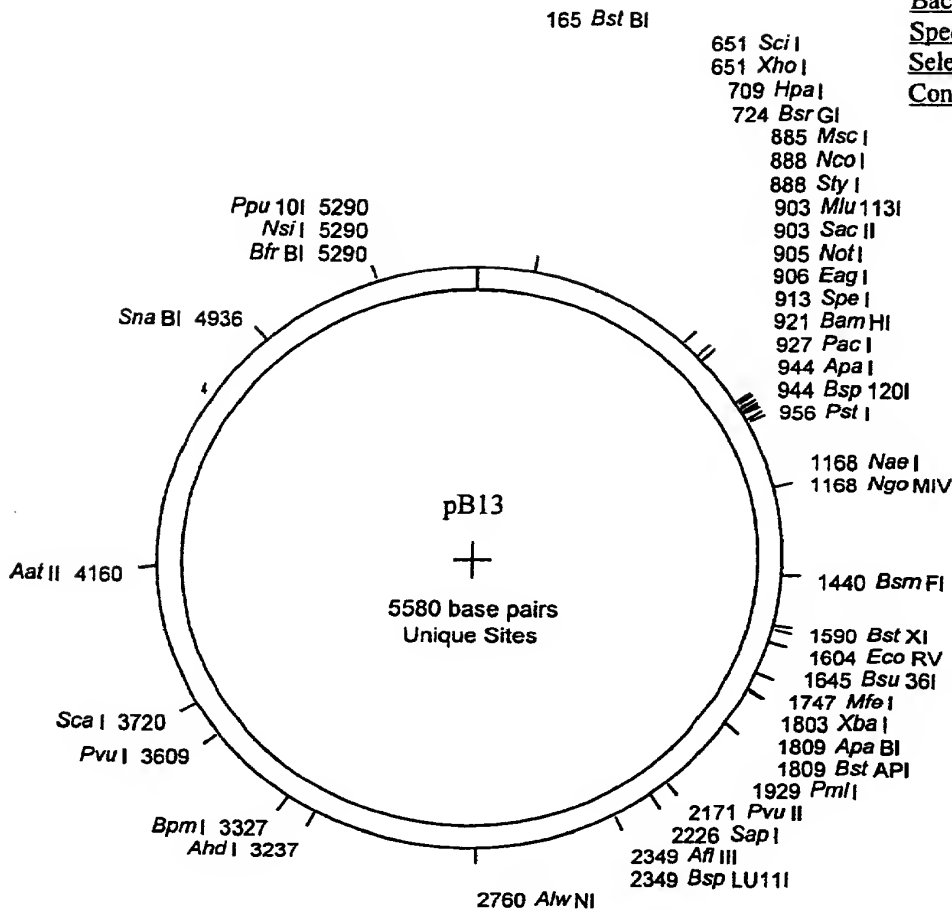 165 Bst BI
651 Sci I
651 Xho I
709 Hpa I
724 Bsr GI
885 Msc I
888 Nco I
888 Sty I
903 Mlu 113I
903 Sac II
905 Not I
906 Eag I
913 Spe I
921 Bam HI
927 Pac I
944 Apa I
944 Bsp 120I
956 Pst I
1168 Nae I
1168 Ngo MIV
1440 Bsm FI
1590 Bst XI
1604 Eco RV
1645 Bsu 36I
1747 Mfe I
1803 Xba I
1809 Apa BI
1809 Bst API
1929 Pml I
2171 Pvu II
2226 Sap I
2349 Afl III
2349 Bsp LU11I
2760 Alw NI
Ahd I 3237
Bpm I 3327
Pvu I 3609
Sca I 3720
Aat II 4160
Sna BI 4936
Ppu 10I 5290
Nsi I 5290
Bfr BI 5290
pB13
5580 base pairs
Unique Sites